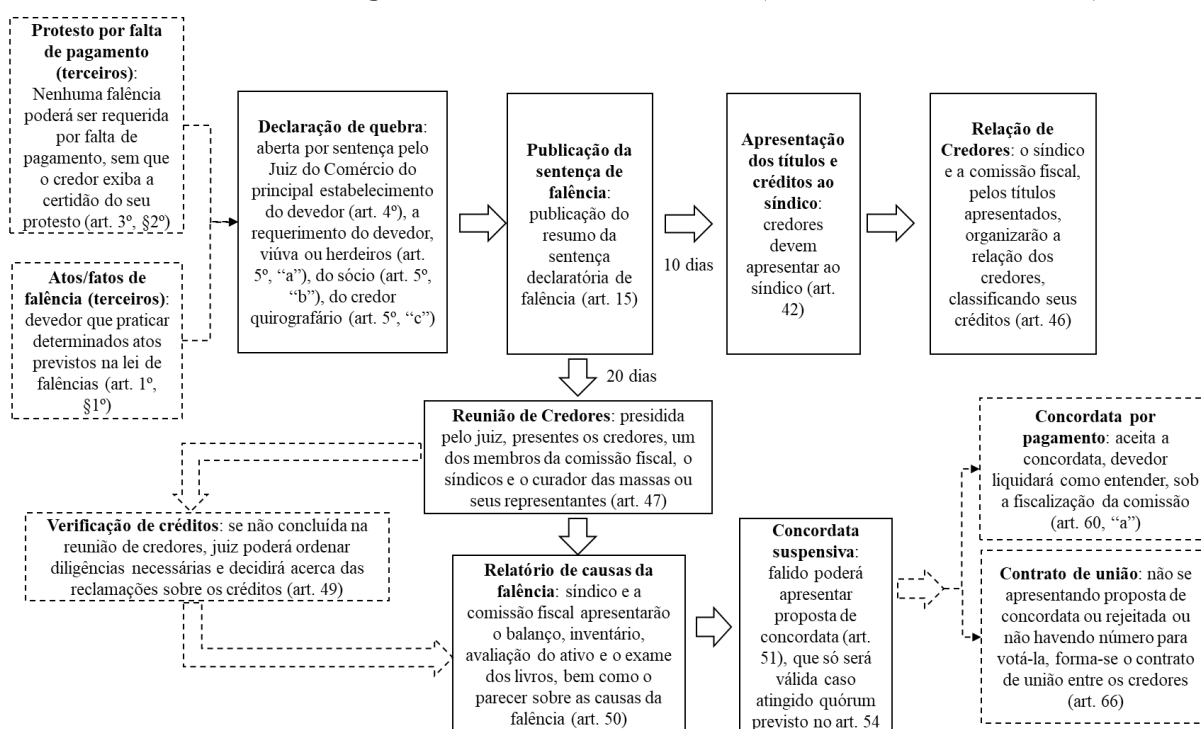 Protesto por falta
de pagamento
(terceiros):
Nenhuma falência
poderá ser requerida
por falta de
pagamento, sem que
o credor exiba a
certidão do seu
protesto (art. 3º, §2º)
Atos/fatos de
falência (terceiros):
devedor que praticar
determinados atos
previstos na lei de
falências (art. 1º,
§1º)
Declaração de quebra:
aberta por sentença pelo
Juiz do Comércio do
principal estabelecimento
do devedor (art. 4º), a
requerimento do devedor,
viúva ou herdeiros (art.
5º, “a”), do sócio (art. 5º,
“b”), do credor
quirografário (art. 5º, “c”)
Publicação da
sentença de
falência:
publicação do
resumo da
sentença
declaratória de
falência (art. 15)
10 dias
Apresentação
dos títulos e
créditos ao
síndico:
credores
devem
apresentar ao
síndico (art.
42)
Relação de
Credores: o síndico
e a comissão fiscal,
pelos títulos
apresentados,
organizarão a
relação dos
credores,
classificando seus
créditos (art. 46)
20 dias
Reunião de Credores: presidida
pelo juiz, presentes os credores, um
dos membros da comissão fiscal, o
síndicos e o curador das massas ou
seus representantes (art. 47)
Verificação de créditos: se não concluída na
reunião de credores, juiz poderá ordenar
diligências necessárias e decidirá acerca das
reclamações sobre os créditos (art. 49)
Relatório de causas da
falência: síndico e a
comissão fiscal apresentarão
o balanço, inventário,
avaliação do ativo e o exame
dos livros, bem como o
parecer sobre as causas da
falência (art. 50)
Concordata
suspensiva:
falido poderá
apresentar
proposta de
concordata (art.
51), que só será
válida caso
atingido quórum
previsto no art. 54
Concordata por
pagamento: aceita a
concordata, devedor
liquidará como entender, sob
a fiscalização da comissão
(art. 60, “a”)
Contrato de união: não se
apresentando proposta de
concordata ou rejeitada ou
não havendo número para
votá-la, forma-se o contrato
de união entre os credores
(art. 66)